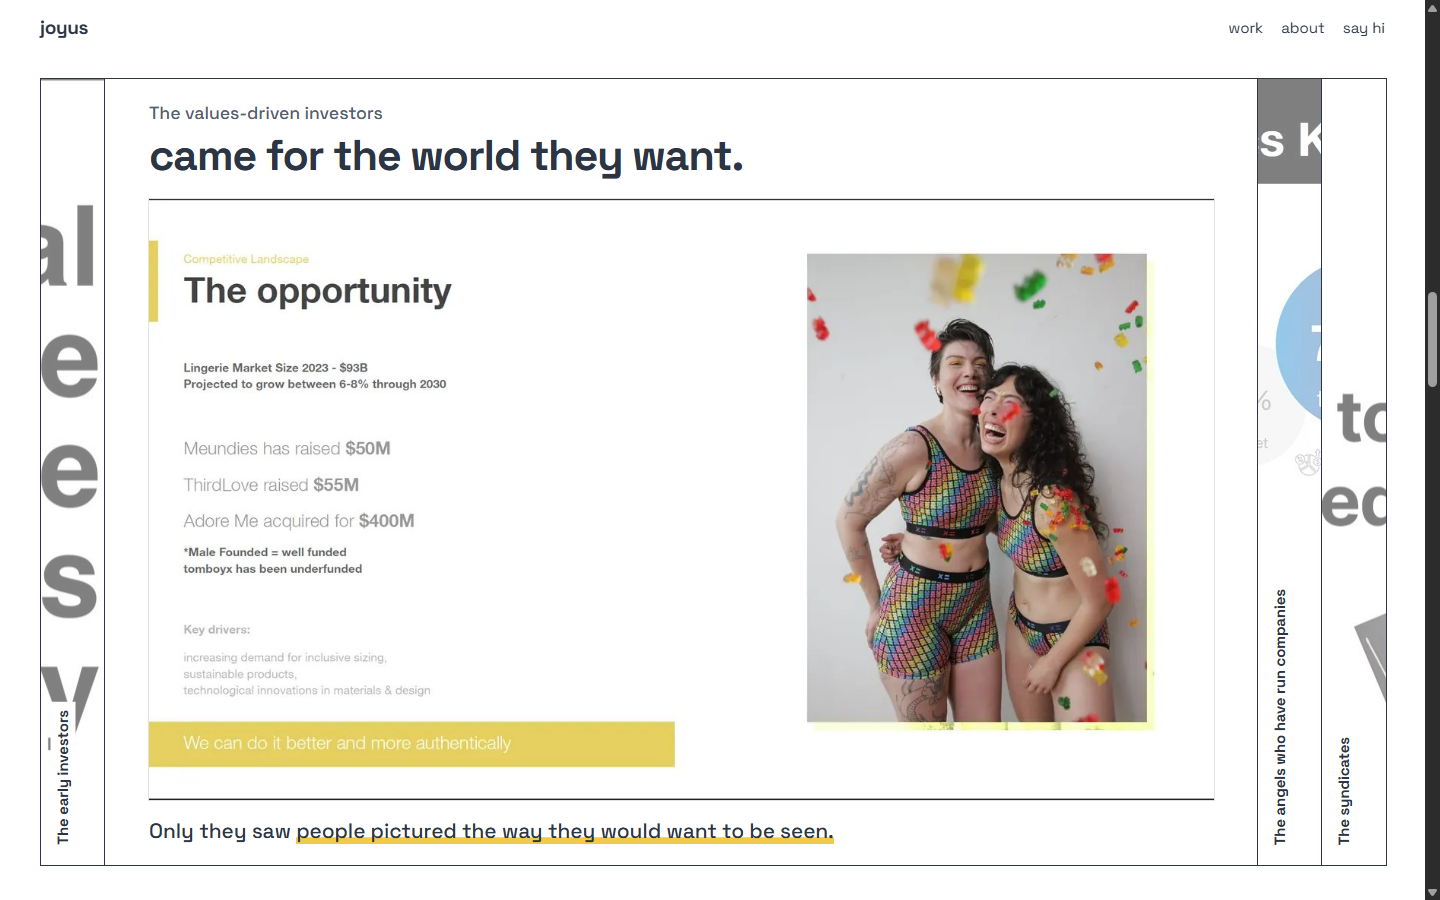 joyus
work about say hi
al
e
e
s
y
The early investors
The values-driven investors
came for the world they want.
Competitive Landscape
The opportunity
Lingerie Market Size 2023 - $93B
Projected to grow between 6-8% through 2030
Meundies has raised $50M
ThirdLove raised $55M
Adore Me acquired for $400M
*Male Founded = well funded
tomboyx has been underfunded
Key drivers:
increasing demand for inclusive sizing,
sustainable products,
technological innovations in materials & design
We can do it better and more authentically
Only they saw people pictured the way they would want to be seen.
s K
%
et
The angels who have run companies
to
ed
The syndicates